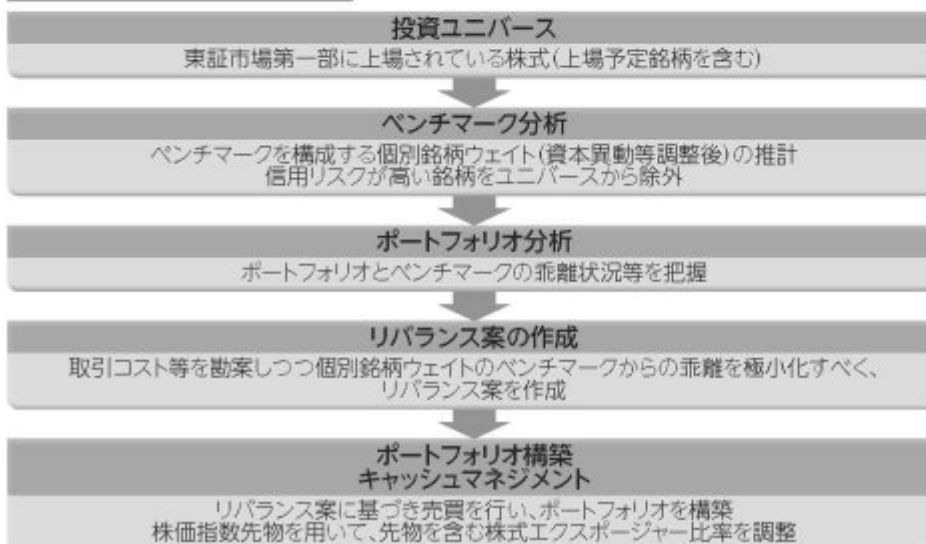 投資ユニバース
東証市場第一部に上場されている株式(上場予定銘柄を含む)
ベンチマーク分析
ベンチマークを構成する個別銘柄ウェイト(資本異動等調整後)の推計
信用リスクが高い銘柄をユニバースから除外
ポートフォリオ分析
ポートフォリオとベンチマークの乖離状況等を把握
リバランス案の作成
取引コスト等を勘案しつつ個別銘柄ウェイトのベンチマークからの乖離を極小化すべく、
リバランス案を作成
ポートフォリオ構築
キャッシュマネジメント
リバランス案に基づき売買を行い、ポートフォリオを構築
株価指数先物を用いて、先物を含む株式エクスポージャー比率を調整